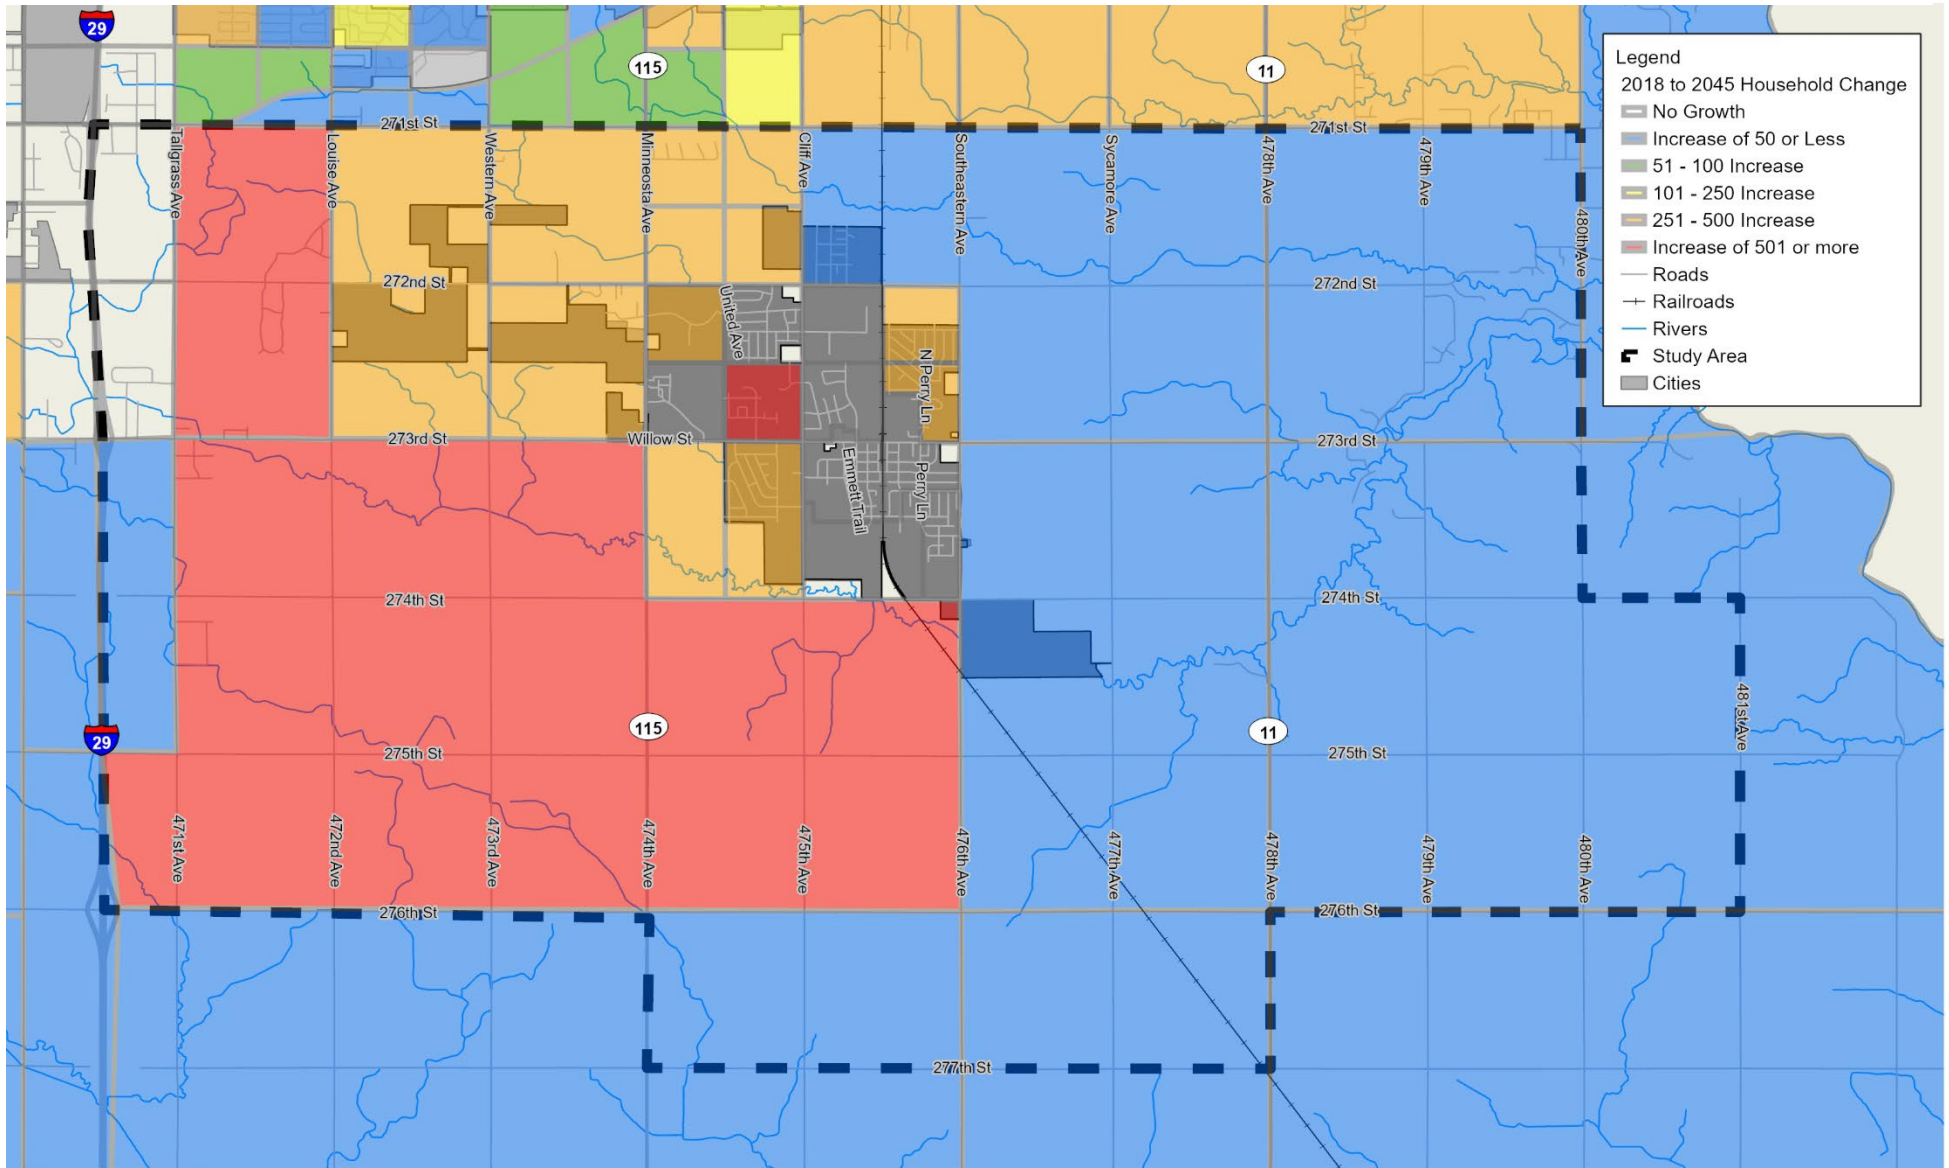 29
115
11
Legend
2018 to 2045 Household Change
No Growth
Increase of 50 or Less
51 - 100 Increase
101 - 250 Increase
251 - 500 Increase
Increase of 501 or more
Roads
Railroads
Rivers
Study Area
Cities
271st St
271st St
Tallgrass Ave
Louise Ave
Western Ave
Minneosta Ave
Cliff Ave
Southeastern Ave
Sycamore Ave
478th Ave
479th Ave
480th Ave
272nd St
272nd St
United Ave
N Perry Ln
273rd St
Willow St
273rd St
Emmett Trail
Perry Ln
274th St
274th St
29
115
11
481st Ave
275th St
275th St
471st Ave
472nd Ave
473rd Ave
474th Ave
475th Ave
476th Ave
477th Ave
478th Ave
479th Ave
480th Ave
276th St
276th St
277th St